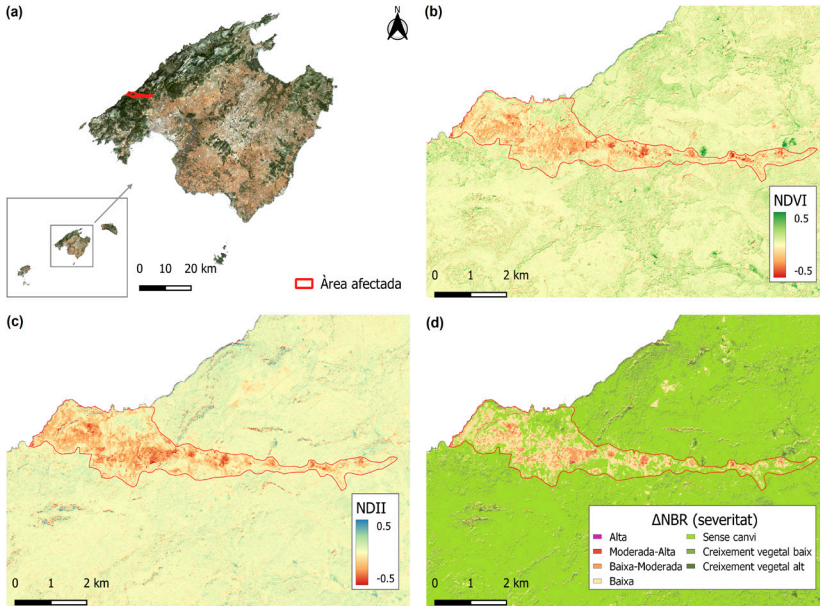 (a)
N
0 10 20 km
Àrea afectada
(b)
NDVI
0.5
-0.5
0 1 2 km
(c)
NDII
0.5
-0.5
0 1 2 km
(d)
ΔNBR (severitat)
Alta
Moderada-Alta
Baixa-Moderada
Baixa
Sense canvi
Creixement vegetal baix
Creixement vegetal alt
0 1 2 km